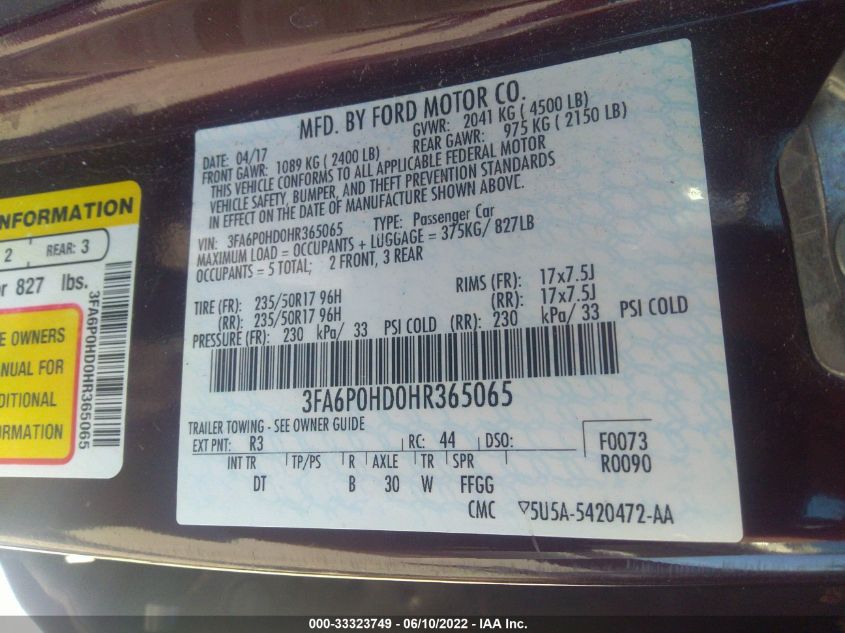 MFD. BY FORD MOTOR CO.
DATE: 04/17 GVWR: 2041 KG ( 4500 LB)
FRONT GAWR: 1089 KG ( 2400 LB) REAR GAWR: 975 KG ( 2150 LB)
THIS VEHICLE CONFORMS TO ALL APPLICABLE FEDERAL MOTOR
VEHICLE SAFETY, BUMPER, AND THEFT PREVENTION STANDARDS
IN EFFECT ON THE DATE OF MANUFACTURE SHOWN ABOVE.
VIN: 3FA6P0HD0HR365065 TYPE: Passenger Car
MAXIMUM LOAD = OCCUPANTS + LUGGAGE = 375KG/ 827LB
OCCUPANTS = 5 TOTAL; 2 FRONT, 3 REAR
TIRE (FR): 235/50R17 96H RIMS (FR): 17x7.5J
(RR): 235/50R17 96H (RR): 17x7.5J
PRESSURE (FR): 230 kPa/ 33 PSI COLD (RR): 230 kPa/ 33 PSI COLD
3FA6P0HD0HR365065
TRAILER TOWING - SEE OWNER GUIDE
EXT PNT: R3 RC: 44 DSO: F0073
INT TR TP/PS R AXLE TR SPR R0090
DT B 30 W FFGG
CMC ▽5U5A-5420472-AA
INFORMATION
2 REAR: 3
or 827 lbs.
E OWNERS
ANUAL FOR
DITIONAL
ORMATION
3FA6P0HD0HR365065
000-33323749 - 06/10/2022 - IAA Inc.